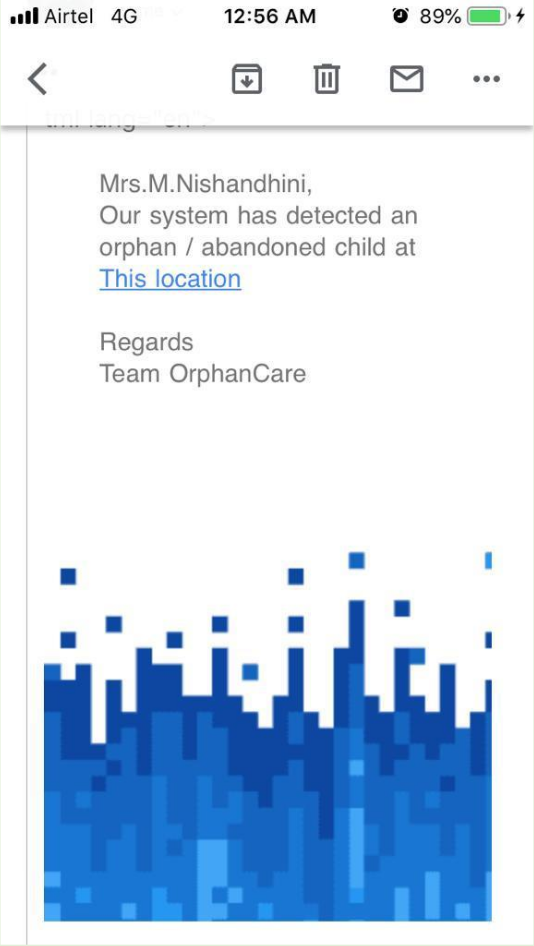 Airtel 4G 12:56 AM 89%
tml lang="en">
Mrs.M.Nishandhini,
Our system has detected an
orphan / abandoned child at
This location
Regards
Team OrphanCare